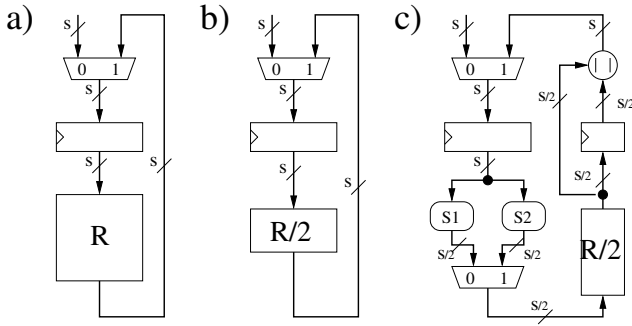 a) b) c)
S S S S
0 1 0 1 0 1 | |
S S S S/2 S/2
S S S S S S/2
R R/2 S1 S2 R/2
S/2 S/2
0 1
S/2